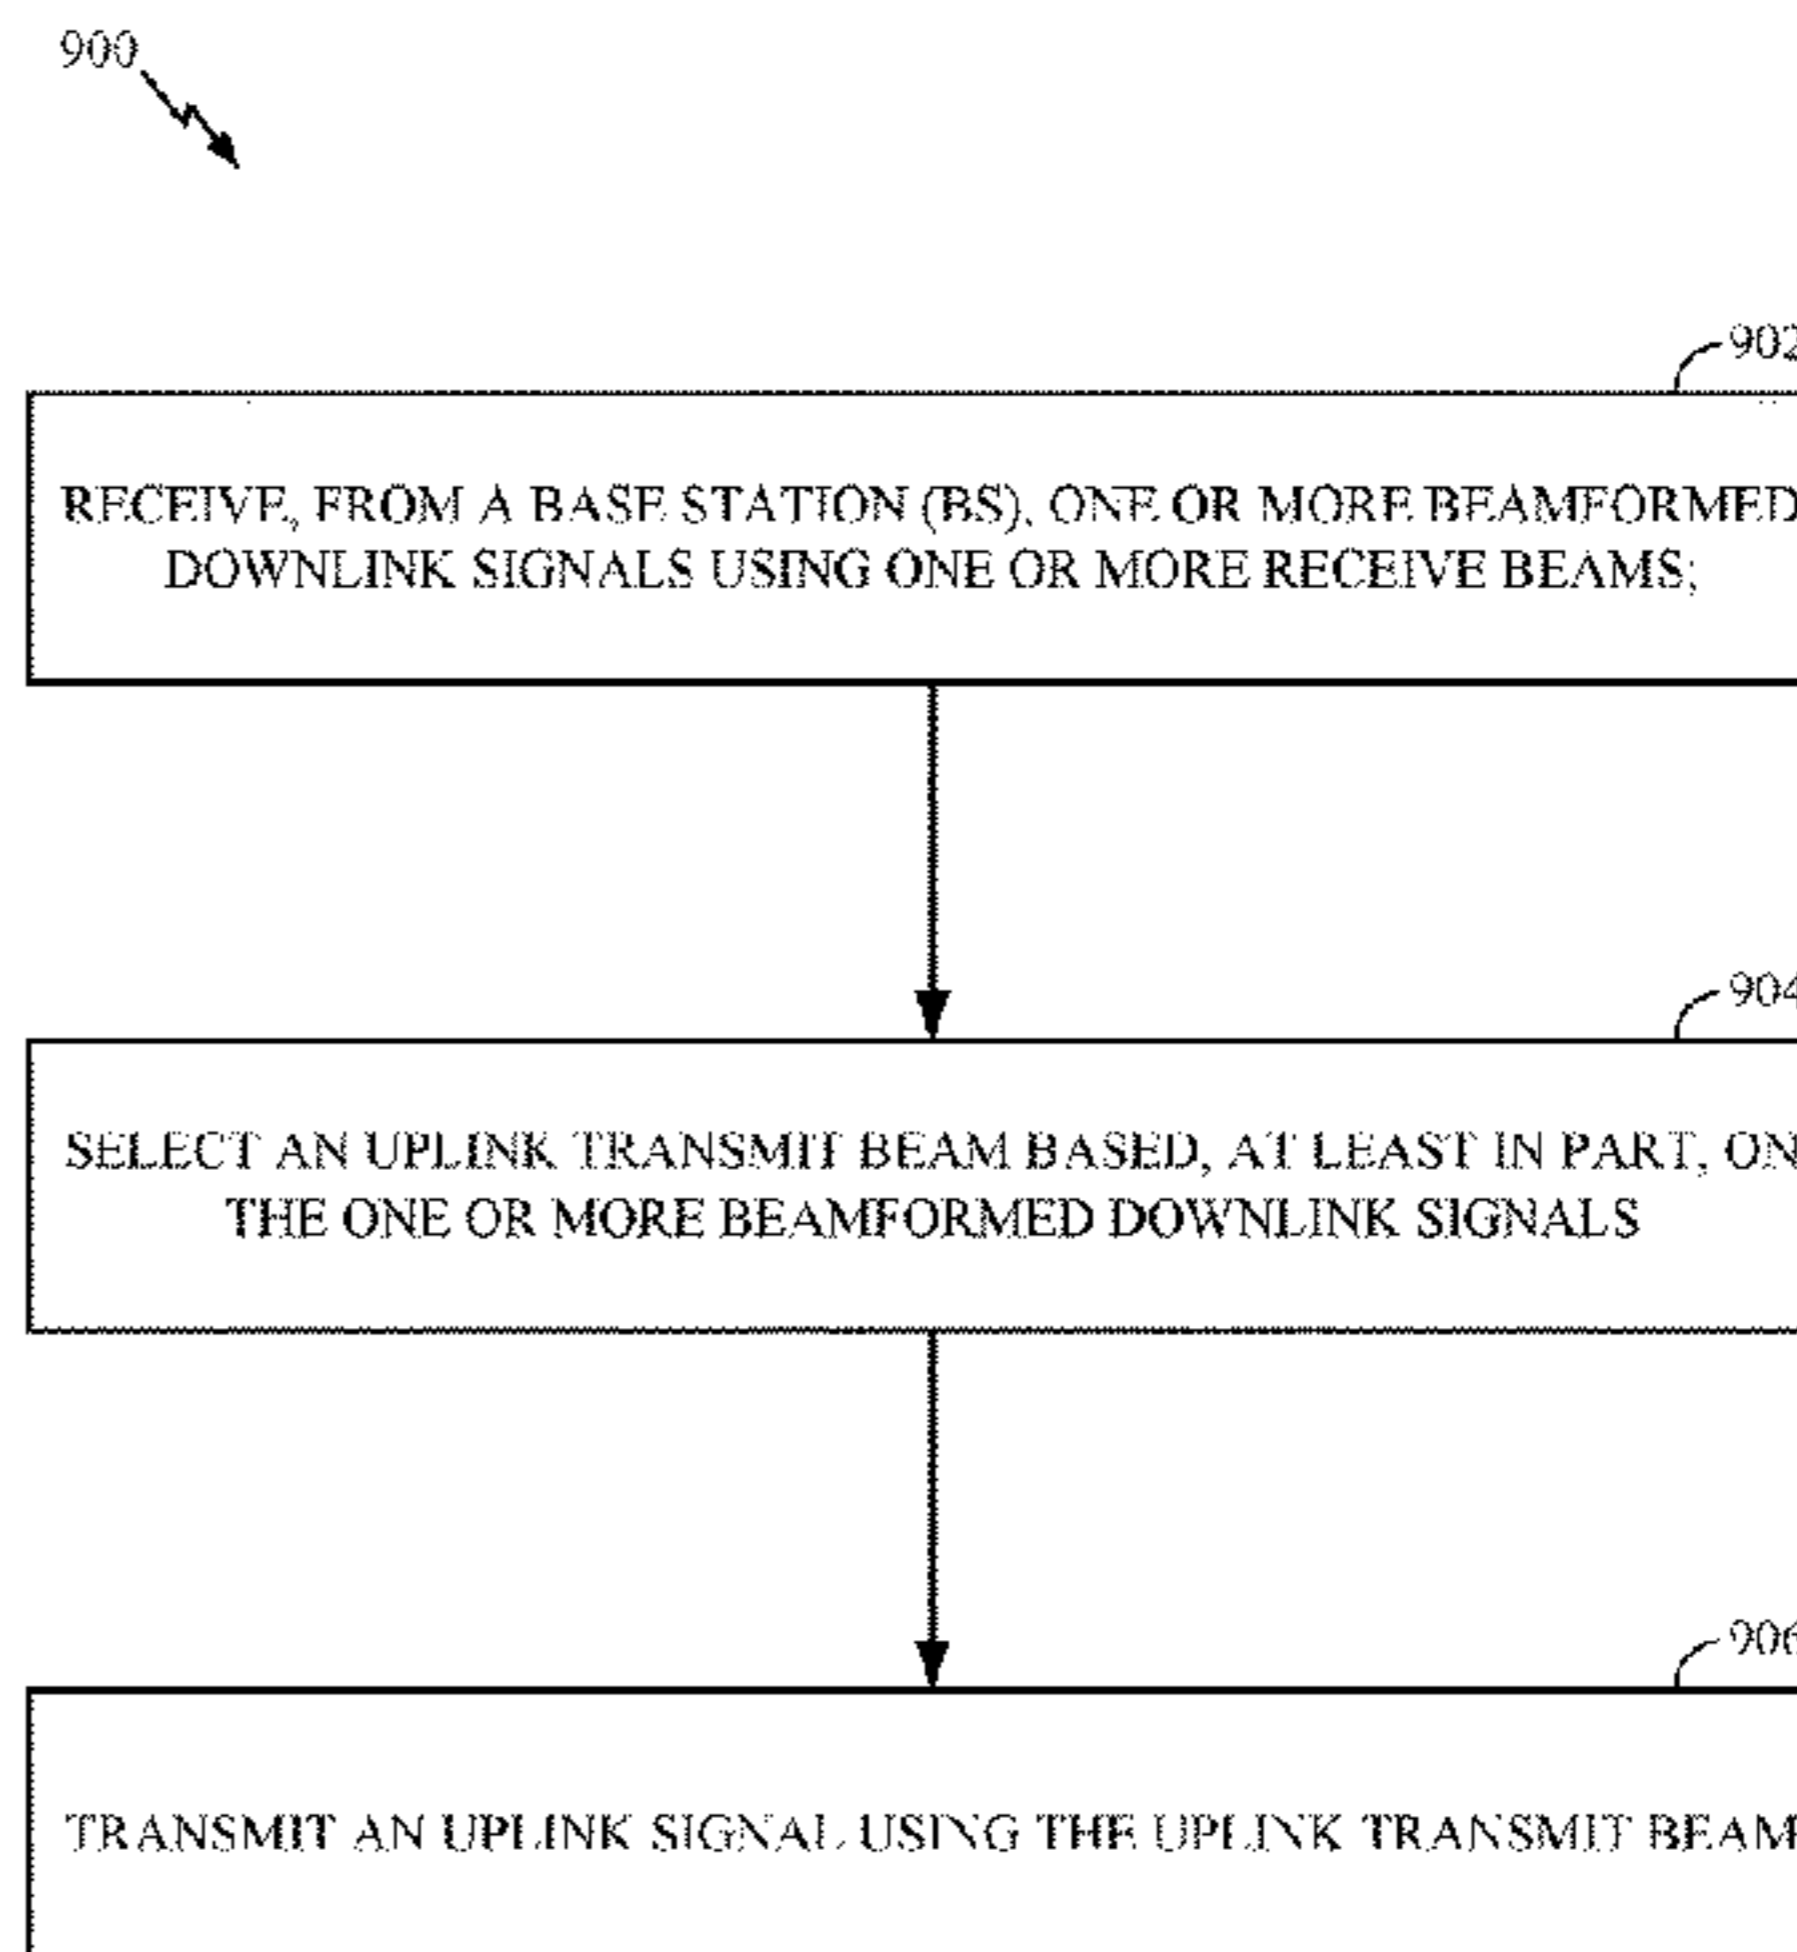 900
902
RECEIVE, FROM A BASE STATION (BS), ONE OR MORE BEAMFORMED
DOWNLINK SIGNALS USING ONE OR MORE RECEIVE BEAMS;
904
SELECT AN UPLINK TRANSMIT BEAM BASED, AT LEAST IN PART, ON
THE ONE OR MORE BEAMFORMED DOWNLINK SIGNALS
906
TRANSMIT AN UPLINK SIGNAL USING THE UPLINK TRANSMIT BEAM